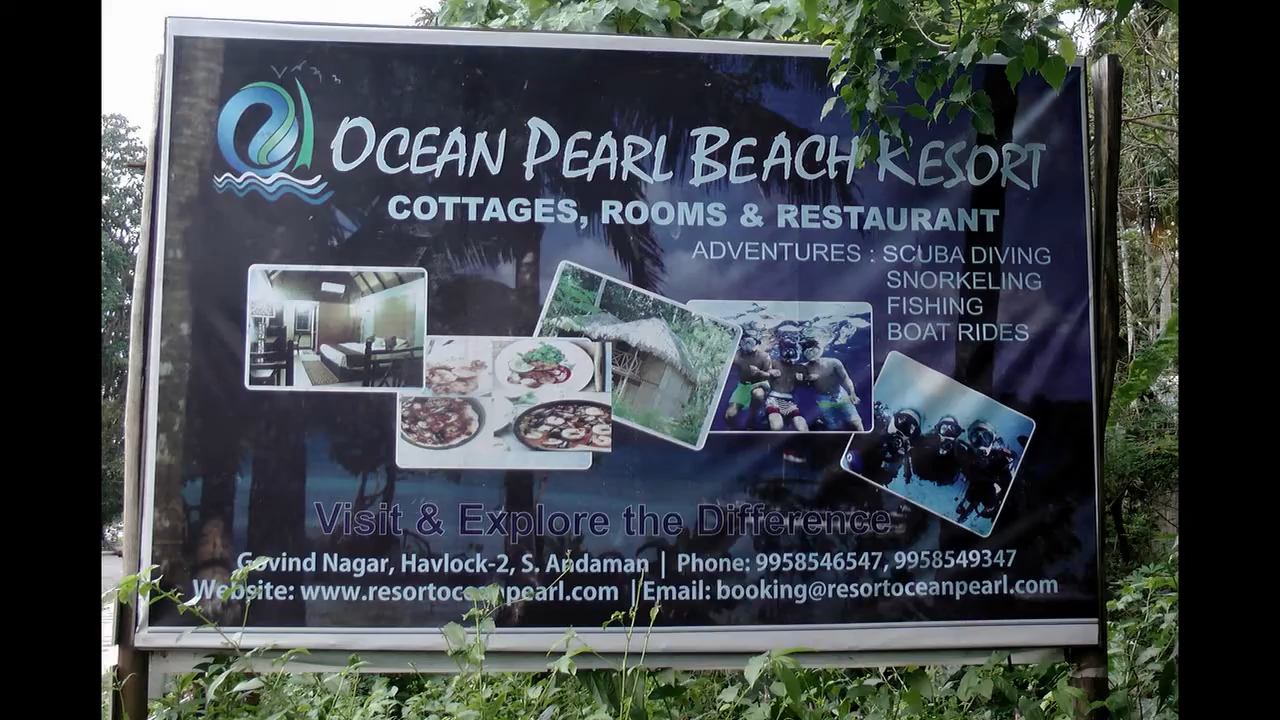 OCEAN PEARL BEACH RESORT
COTTAGES, ROOMS & RESTAURANT
ADVENTURES : SCUBA DIVING
SNORKELING
FISHING
BOAT RIDES
Visit & Explore the Difference
Govind Nagar, Havlock-2, S. Andaman | Phone: 9958546547, 9958549347
Website: www.resortoceanpearl.com | Email: booking@resortoceanpearl.com